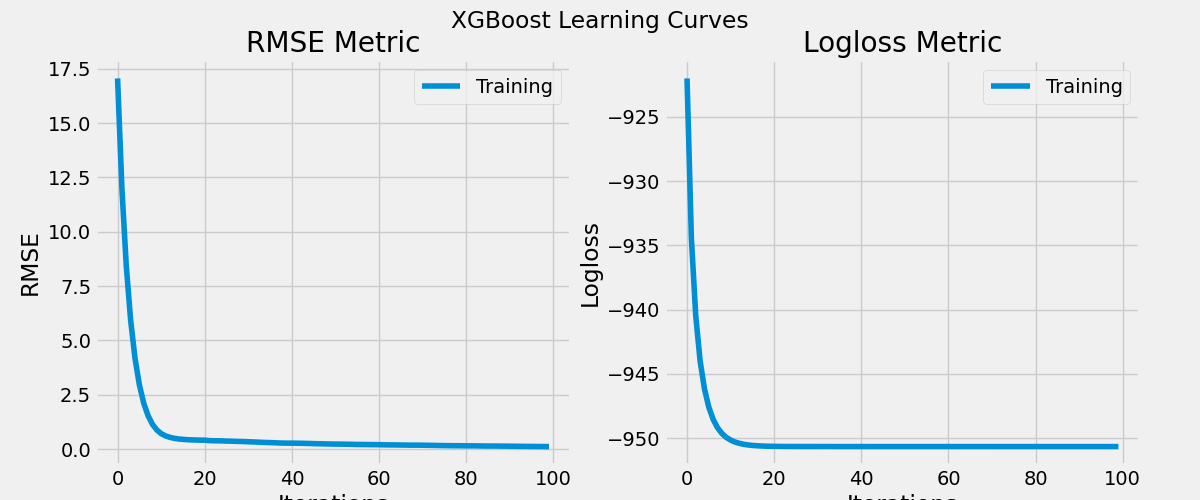 XGBoost Learning Curves
RMSE Metric
17.5
15.0
12.5
10.0
7.5
5.0
2.5
0.0
RMSE
Training
0 20 40 60 80 100
Iterations
Logloss Metric
−925
−930
−935
−940
−945
−950
Logloss
Training
0 20 40 60 80 100
Iterations